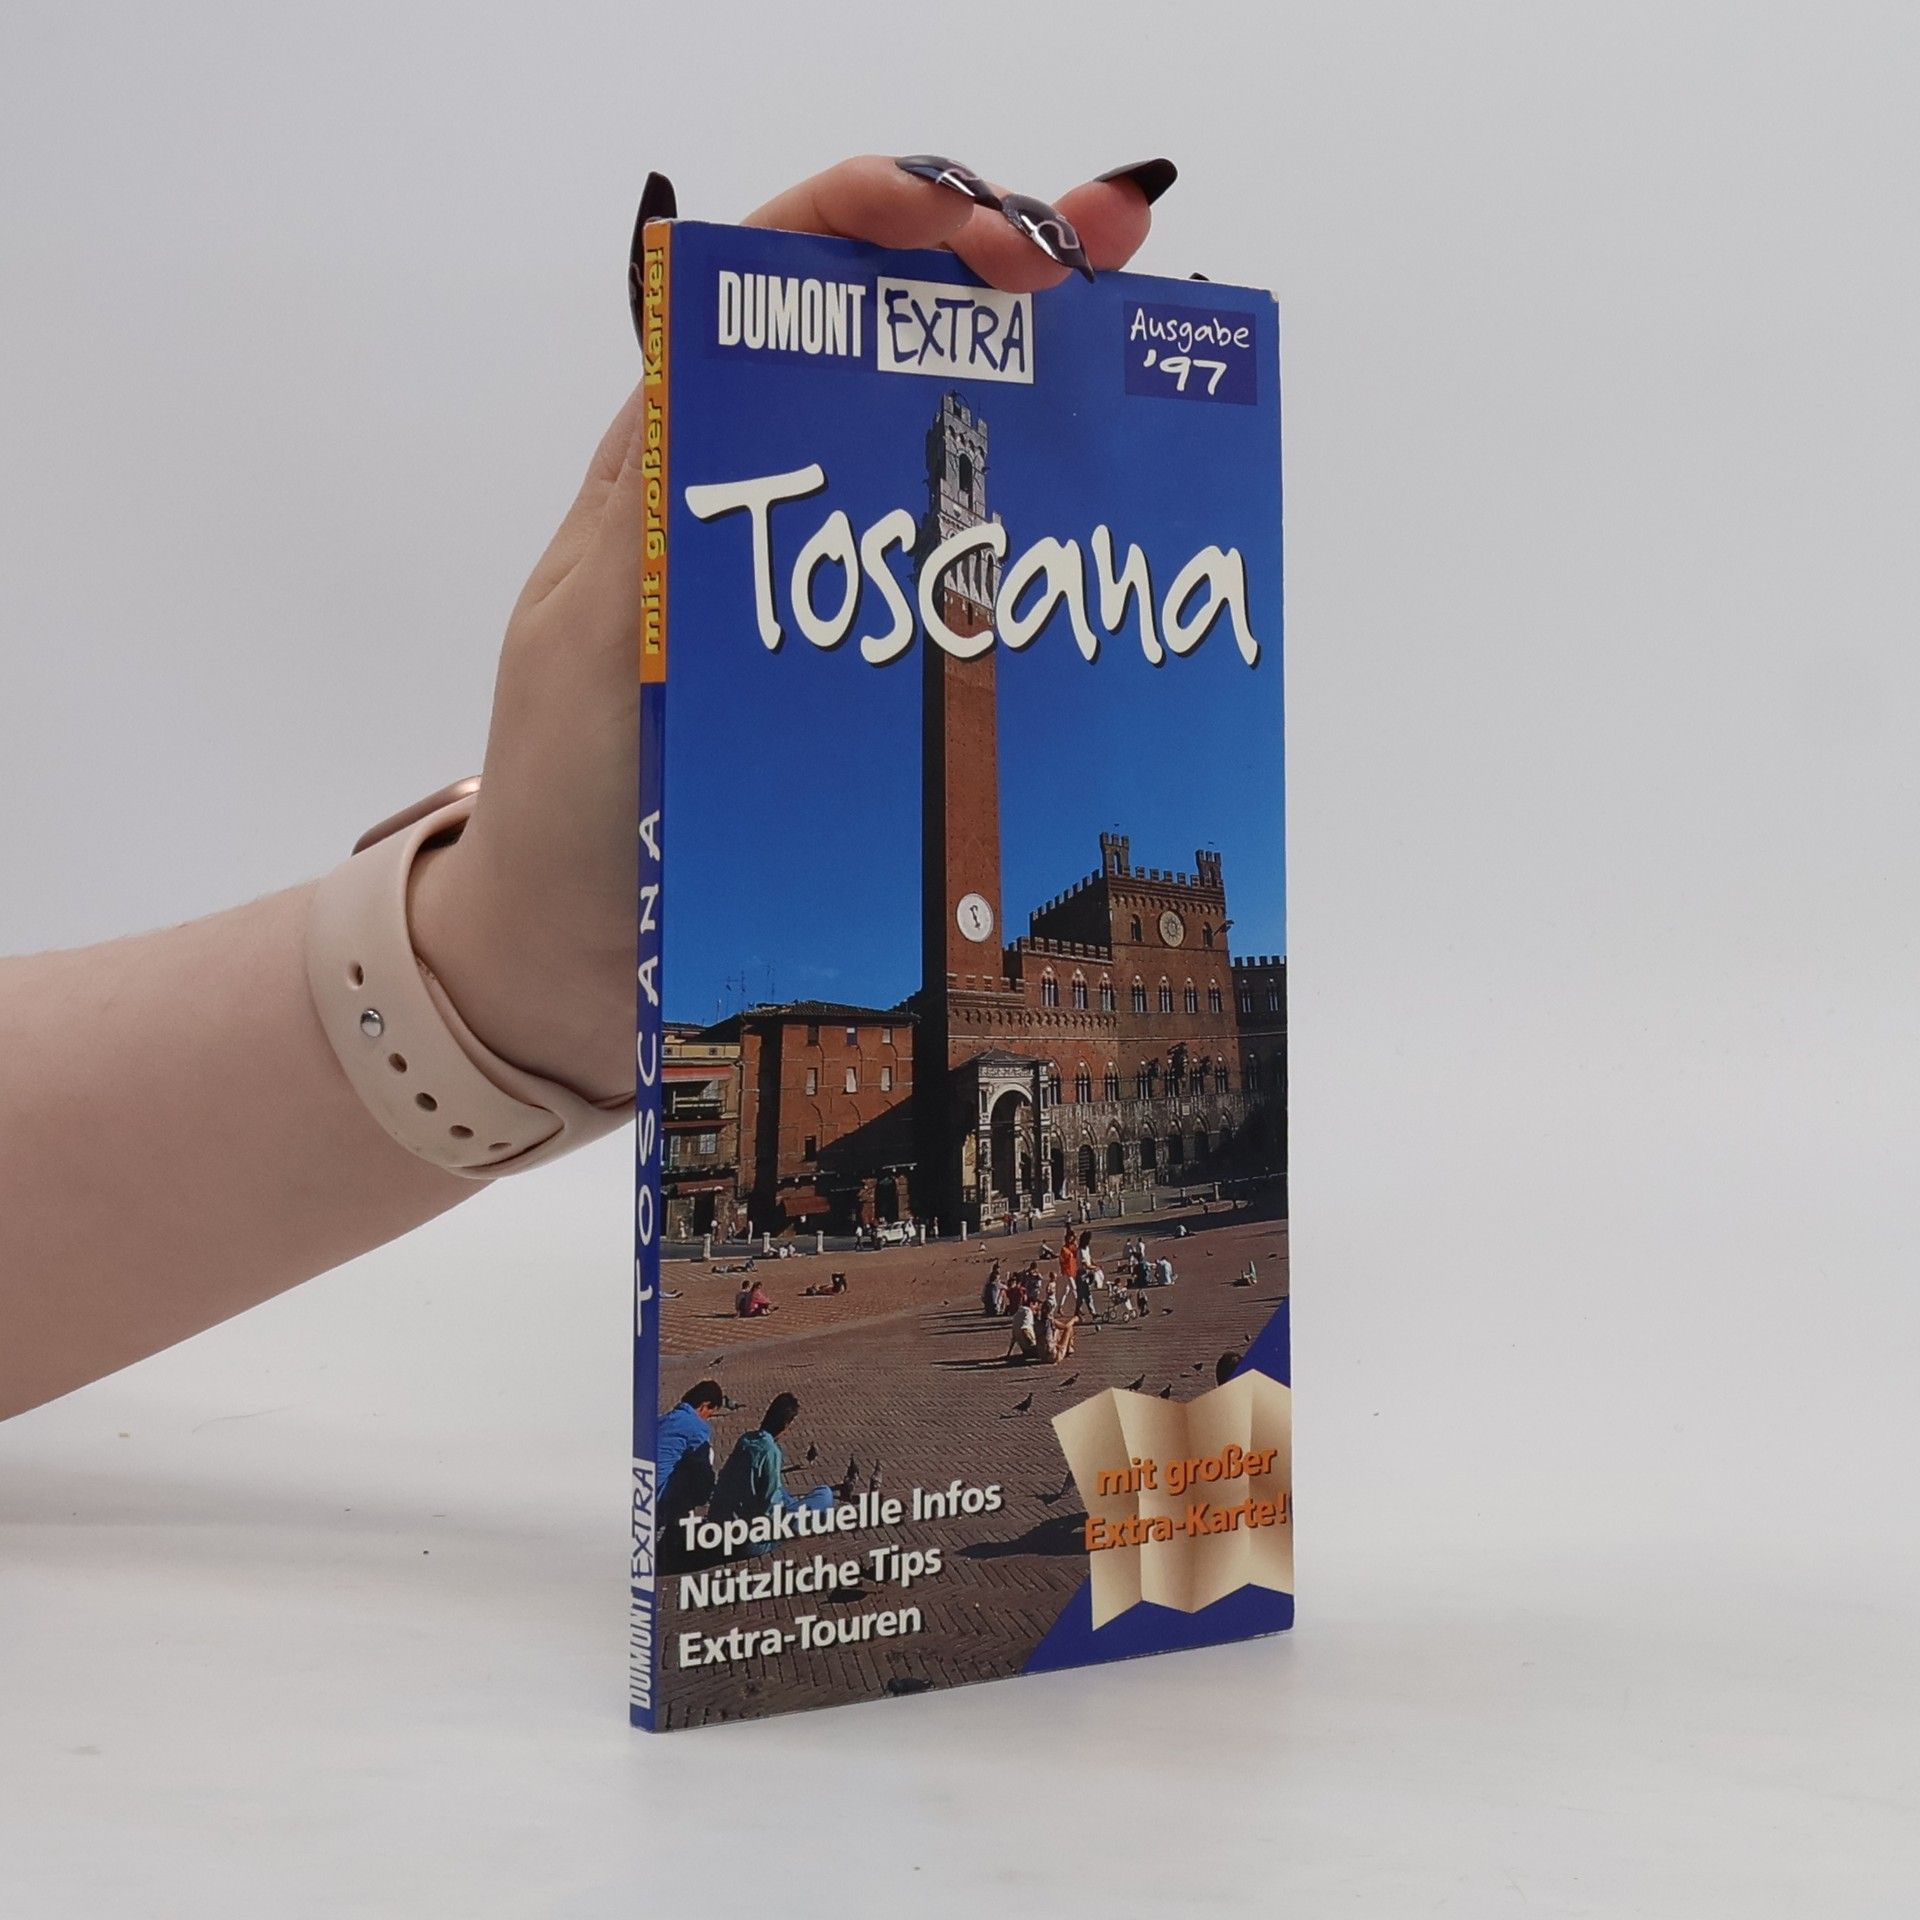 mit großer Karte!
TOSCANA
DUMONT EXTRA
DUMONT EXTRA
Ausgabe
'97
Toscana
Topaktuelle Infos
Nützliche Tips
Extra-Touren
mit großer
Extra-Karte!